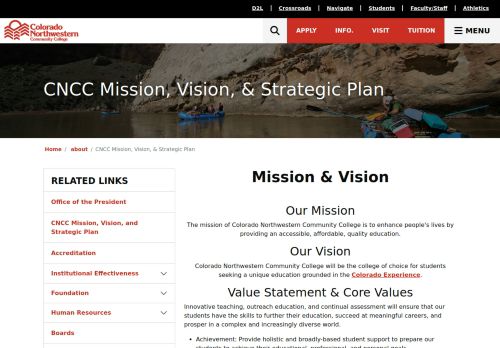 D2L | Crossroads | Navigate | Students | Faculty/Staff | Athletics
Colorado
Northwestern
Community College
APPLY INFO. VISIT TUITION MENU
CNCC Mission, Vision, & Strategic Plan
Home / about / CNCC Mission, Vision, & Strategic Plan
RELATED LINKS
Office of the President
CNCC Mission, Vision, and
Strategic Plan
Accreditation
Institutional Effectiveness
Foundation
Human Resources
Boards
Mission & Vision
Our Mission
The mission of Colorado Northwestern Community College is to enhance people's lives by
providing an accessible, affordable, quality education.
Our Vision
Colorado Northwestern Community College will be the college of choice for students
seeking a unique education grounded in the Colorado Experience.
Value Statement & Core Values
Innovative teaching, outreach education, and continual assessment will ensure that our
students have the skills to further their education, succeed at meaningful careers, and
prosper in a complex and increasingly diverse world.
• Achievement: Provide holistic and broadly-based student support to prepare our
students to achieve their educational, professional, and personal goals.